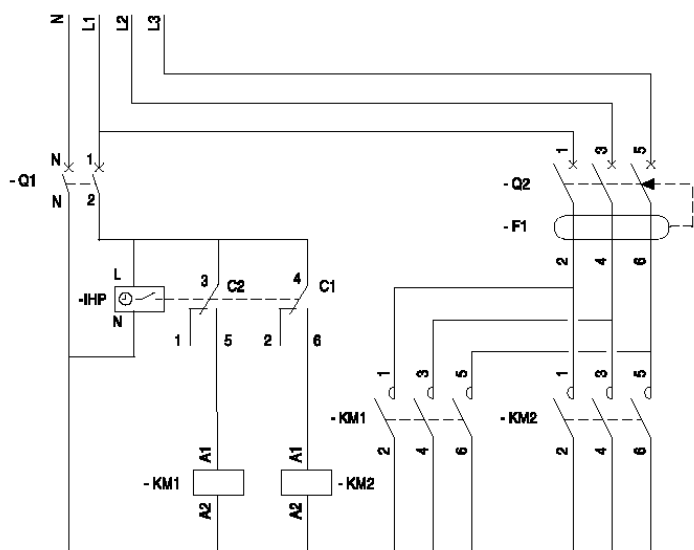 N L1 L2 L3
N 1 1 3 5
- Q1 - Q2
N 2
- F1
L 3 C2 4 C1 2 4 6
-IHP
N
1 5 2 6
1 3 5 1 3 5
- KM1 - KM2
2 4 6 2 4 6
A1 A1
- KM1 - KM2
A2 A2